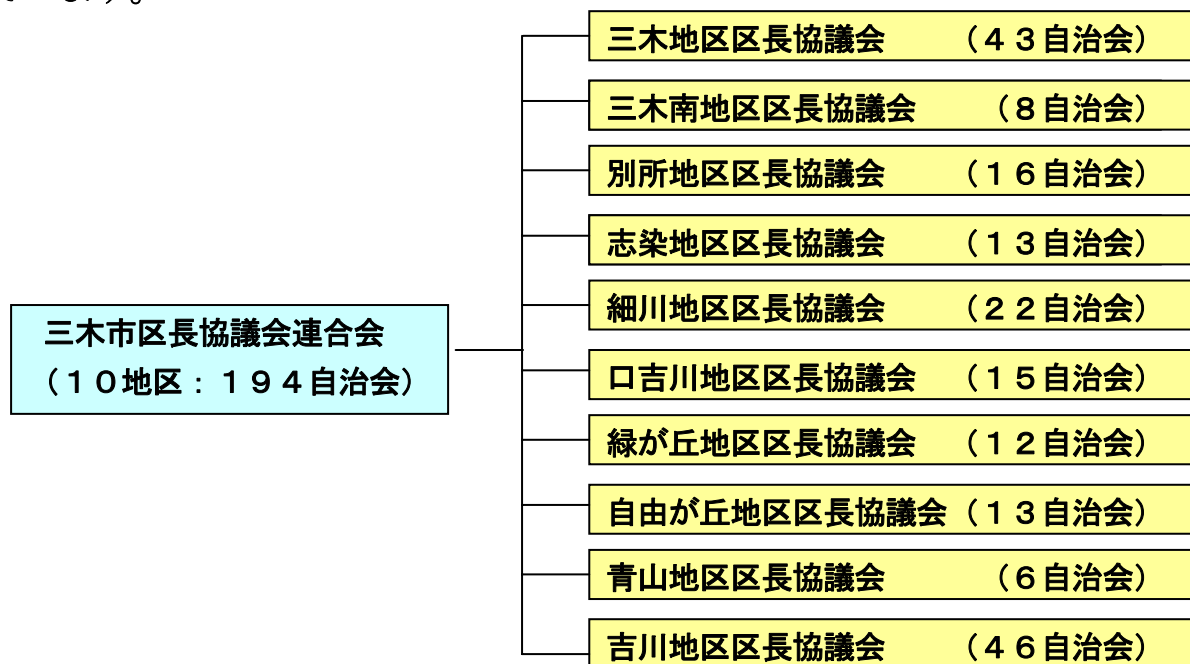 ます。
三木地区区長協議会　　（４３自治会）
三木南地区区長協議会　　（８自治会）
別所地区区長協議会　　（１６自治会）
志染地区区長協議会　　（１３自治会）
細川地区区長協議会　　（２２自治会）
三木市区長協議会連合会
（１０地区：１９４自治会）
口吉川地区区長協議会　（１５自治会）
緑が丘地区区長協議会　（１２自治会）
自由が丘地区区長協議会（１３自治会）
青山地区区長協議会　　　（６自治会）
吉川地区区長協議会　　（４６自治会）